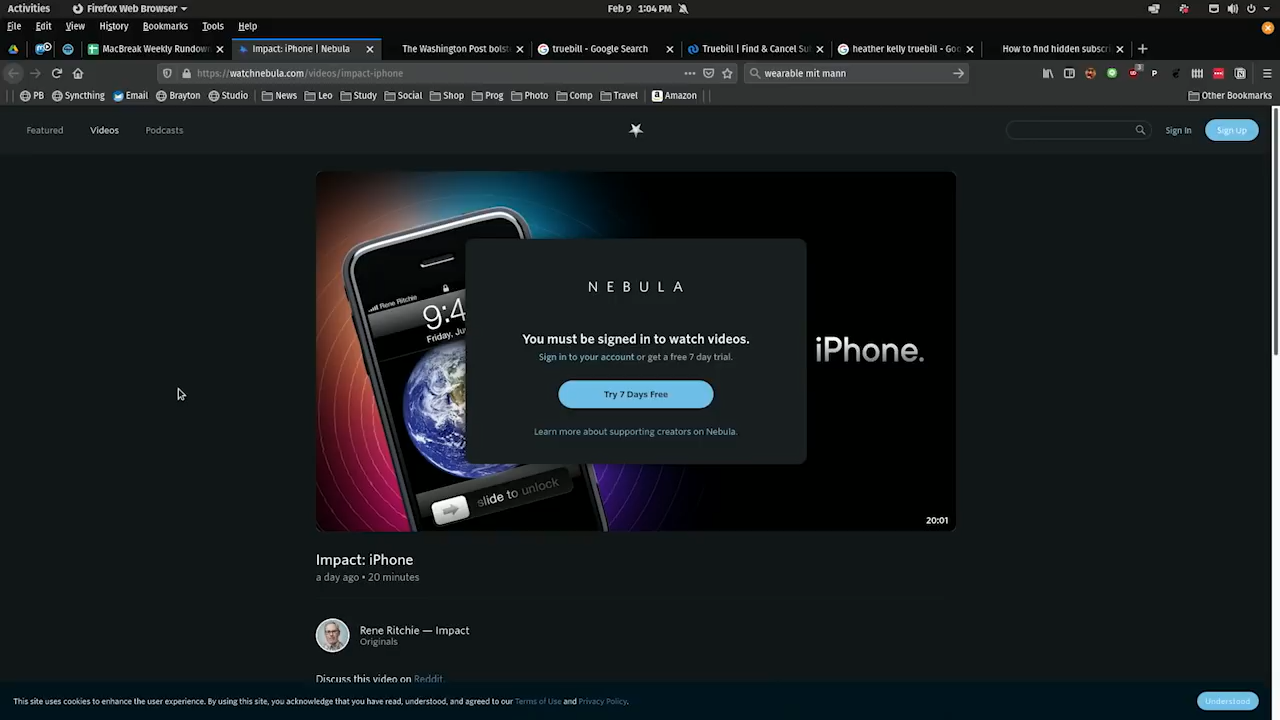 Activities Firefox Web Browser Feb 9 1:04 PM
File Edit View History Bookmarks Tools Help
MacBreak Weekly Rundown Impact: iPhone | Nebula The Washington Post bolst truebill - Google Search Truebill | Find & Cancel Sub heather kelly truebill - Goo How to find hidden subscri
https://watchnebula.com/videos/impact-iphone wearable mit mann
PB Syncthing Email Brayton Studio News Leo Study Social Shop Prog Photo Comp Travel Amazon Other Bookmarks
Featured Videos Podcasts Sign In Sign Up
Rene Ritchie
9:4
Friday, Ju
slide to unlock
NEBULA
You must be signed in to watch videos.
Sign in to your account or get a free 7 day trial.
Try 7 Days Free
Learn more about supporting creators on Nebula.
iPhone.
20:01
Impact: iPhone
a day ago • 20 minutes
Rene Ritchie — Impact
Originals
Discuss this video on Reddit.
This site uses cookies to enhance the user experience. By using this site, you acknowledge that you have read, understood, and agreed to our Terms of Use and Privacy Policy. Understood